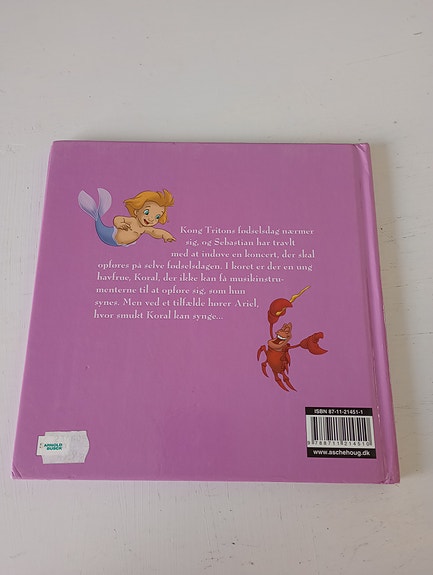 Kong Tritons fødselsdag nærmer
sig, og Sebastian har travlt
med at indøve en koncert, der skal
opføres på selve fødselsdagen. I koret er der en ung
havfrue, Koral, der ikke kan få musikinstru-
menterne til at opføre sig, som hun
synes. Men ved et tilfælde hører Ariel,
hvor smukt Koral kan synge...
ISBN 87-11-21451-1
9 788711 214510
www.aschehoug.dk
ARNOLD
BUSCK